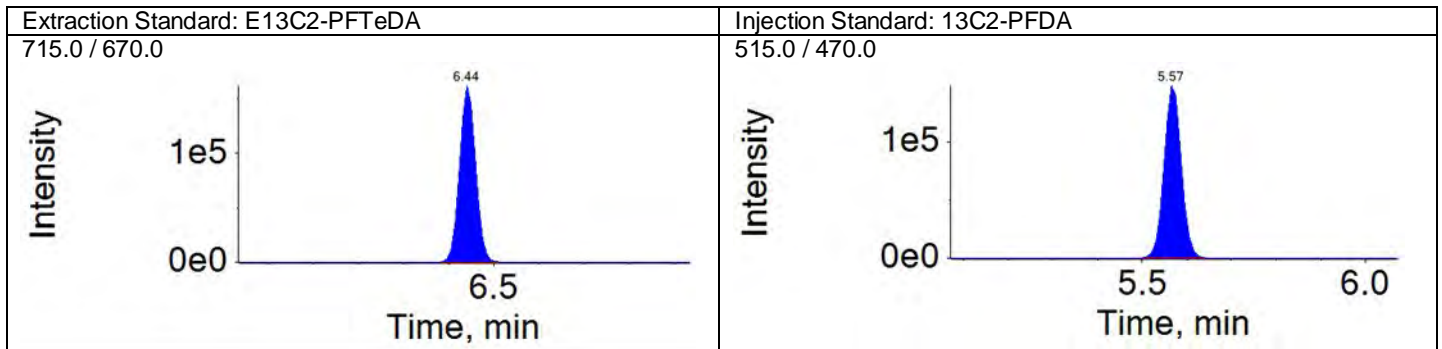 Extraction Standard: E13C2-PFTeDA
715.0 / 670.0
6.44
Intensity
1e5
0e0
6.5
Time, min
Injection Standard: 13C2-PFDA
515.0 / 470.0
5.57
Intensity
1e5
0e0
5.5 6.0
Time, min